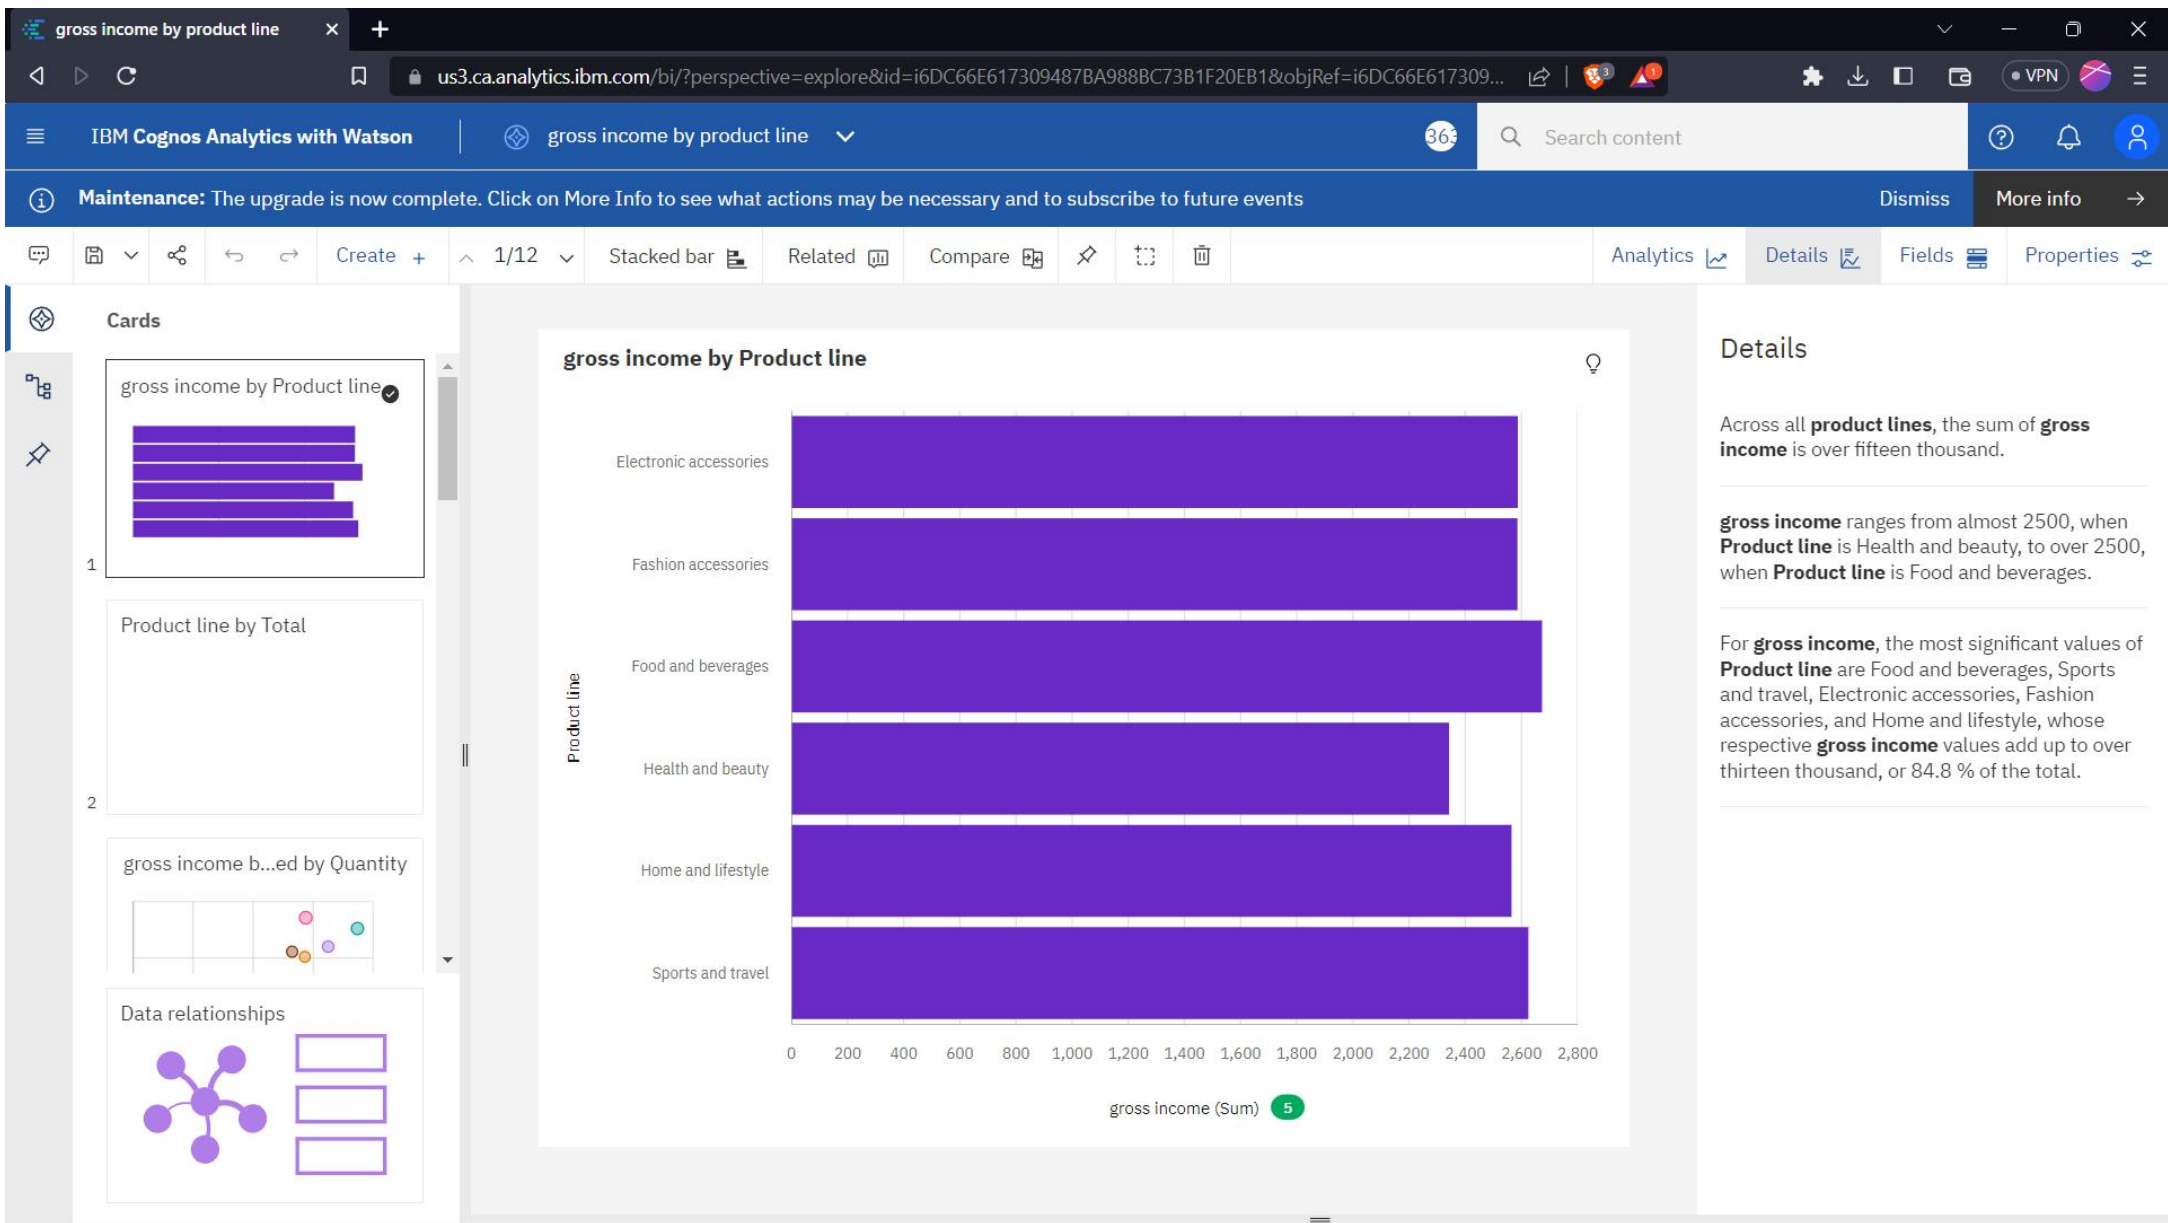 gross income by product line
us3.ca.analytics.ibm.com/bi/?perspective=explore&id=i6DC66E617309487BA988BC73B1F20EB1&objRef=i6DC66E617309...
3
1
VPN
IBM Cognos Analytics with Watson
gross income by product line
363
Search content
Maintenance: The upgrade is now complete. Click on More Info to see what actions may be necessary and to subscribe to future events
Dismiss
More info
Create
1/12
Stacked bar
Related
Compare
Analytics
Details
Fields
Properties
Cards
gross income by Product line
1
Product line by Total
2
gross income b...ed by Quantity
Data relationships
gross income by Product line
Product line
Electronic accessories
Fashion accessories
Food and beverages
Health and beauty
Home and lifestyle
Sports and travel
0 200 400 600 800 1,000 1,200 1,400 1,600 1,800 2,000 2,200 2,400 2,600 2,800
gross income (Sum) 5
Details
Across all product lines, the sum of gross
income is over fifteen thousand.
gross income ranges from almost 2500, when
Product line is Health and beauty, to over 2500,
when Product line is Food and beverages.
For gross income, the most significant values of
Product line are Food and beverages, Sports
and travel, Electronic accessories, Fashion
accessories, and Home and lifestyle, whose
respective gross income values add up to over
thirteen thousand, or 84.8 % of the total.